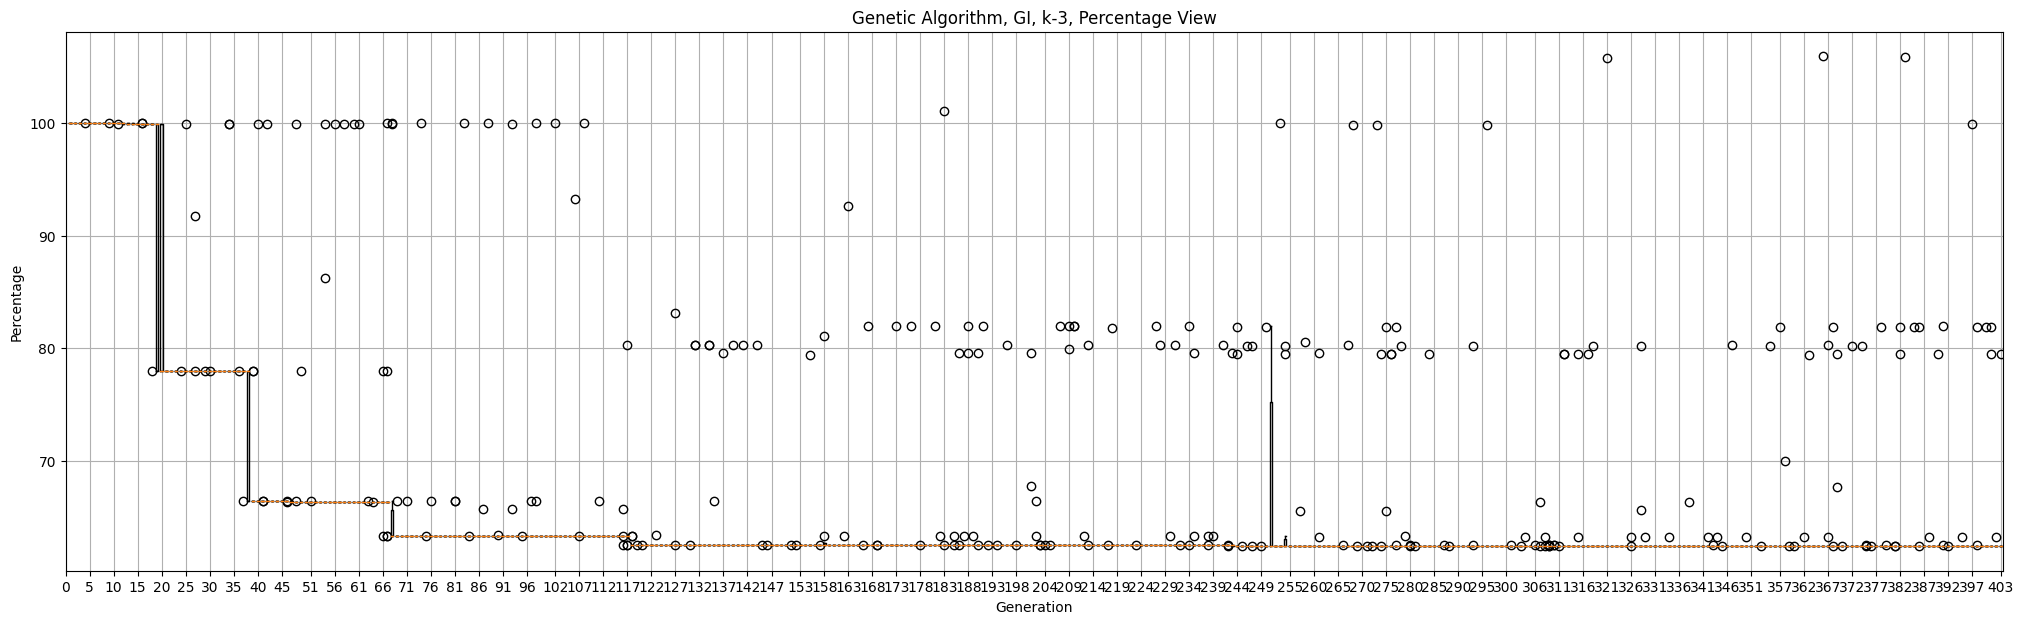 Genetic Algorithm, GI, k-3, Percentage View
100
90
80
70
Percentage
0 5 10 15 20 25 30 35 40 45 51 56 61 66 71 76 81 86 91 96 102 107 112 117 122 127 132 137 142 147 153 158 163 168 173 178 183 188 193 198 204 209 214 219 224 229 234 239 244 249 255 260 265 270 275 280 285 290 295 300 306 311 316 321 326 331 336 341 346 351 357 362 367 372 377 382 387 392 397 403
Generation